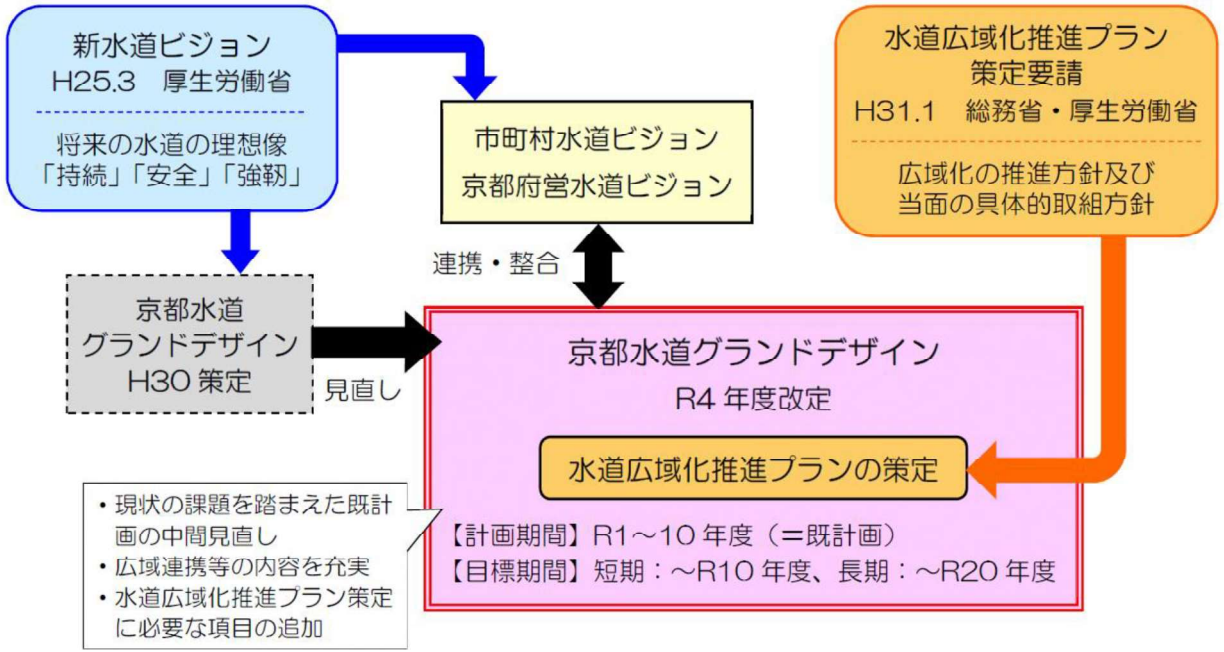 新水道ビジョン
H25.3　厚生労働省
将来の水道の理想像
「持続」「安全」「強靭」
市町村水道ビジョン
京都府営水道ビジョン
水道広域化推進プラン
策定要請
H31.1　総務省・厚生労働省
広域化の推進方針及び
当面の具体的取組方針
連携・整合
京都水道
グランドデザイン
H30 策定
見直し
京都水道グランドデザイン
R4 年度改定
水道広域化推進プランの策定
【計画期間】R1～10 年度（＝既計画）
【目標期間】短期：～R10 年度、長期：～R20 年度
・現状の課題を踏まえた既計
画の中間見直し
・広域連携等の内容を充実
・水道広域化推進プラン策定
に必要な項目の追加